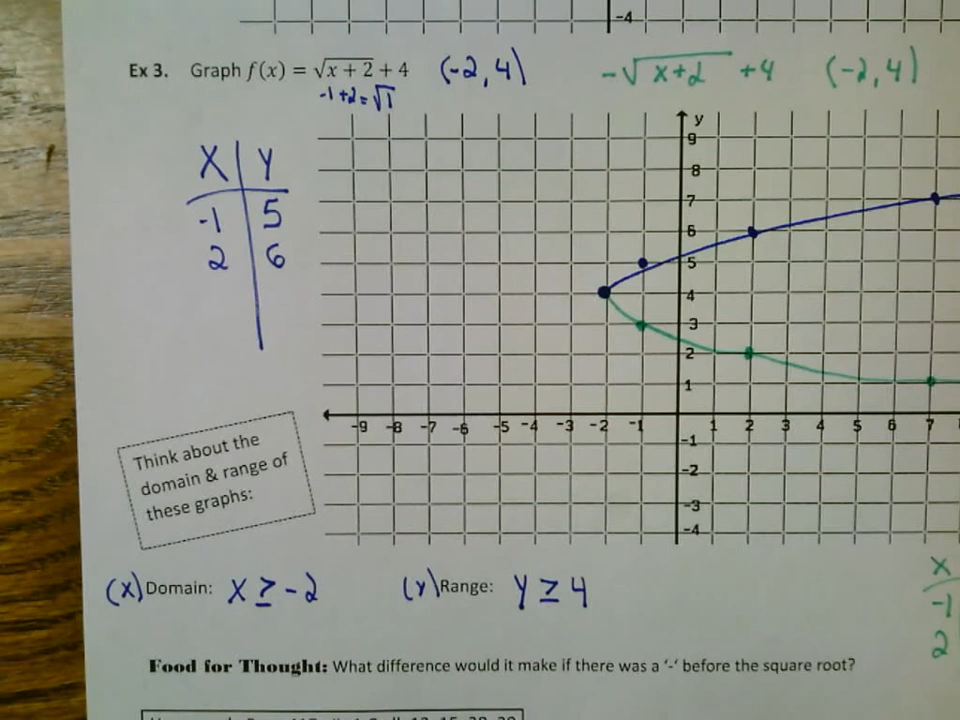 -4
Ex 3. Graph f(x) = √x + 2 + 4 (-2,4) -√x+2 +4 (-2,4)
-1+2=√1
X Y
-1 5
2 6
y
9
8
7
6
5
4
3
2
1
-9 -8 -7 -6 -5 -4 -3 -2 -1 1 2 3 4 5 6 7
-1
-2
-3
-4
Think about the
domain & range of
these graphs:
(X) Domain: X ≥ -2 (Y) Range: Y ≥ 4
X
-1
2
Food for Thought: What difference would it make if there was a '-' before the square root?